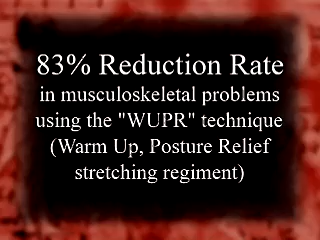 83% Reduction Rate
in musculoskeletal problems
using the "WUPR" technique
(Warm Up, Posture Relief
stretching regiment)